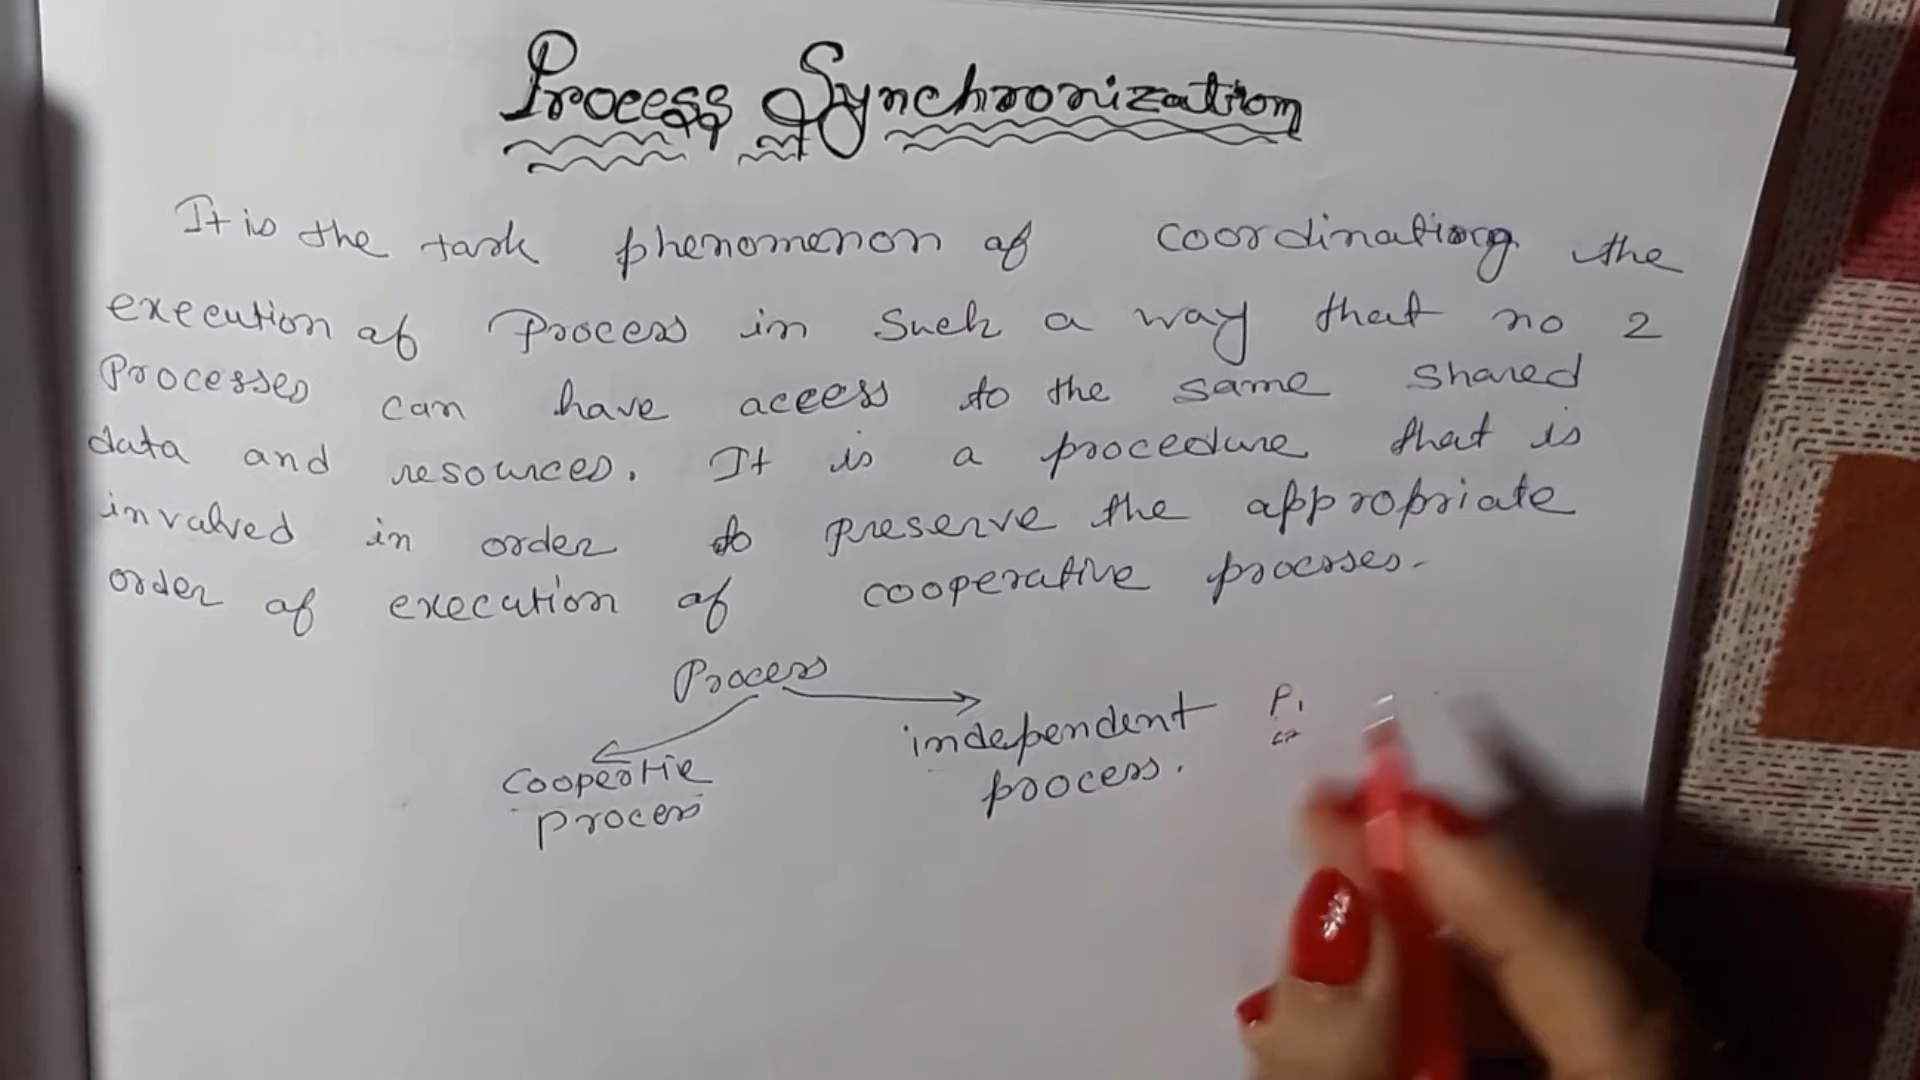 Process Synchronization
It is the task phenomenon of coordinationg the
execution of Process in such a way that no 2
Processes can have access to the same shared
data and resources. It is a procedure that is
involved in order to preserve the appropriate
order of execution of cooperative processes.
Process
independent P1
process.
process